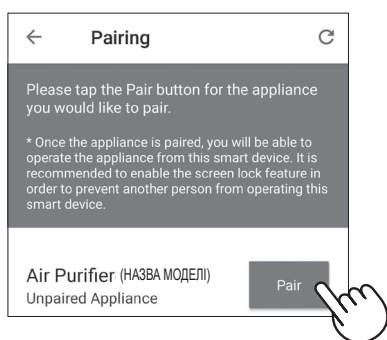 Pairing
Please tap the Pair button for the appliance
you would like to pair.
* Once the appliance is paired, you will be able to
operate the appliance from this smart device. It is
recommended to enable the screen lock feature in
order to prevent another person from operating this
smart device.
Air Purifier (НАЗВА МОДЕЛІ)
Unpaired Appliance
Pair